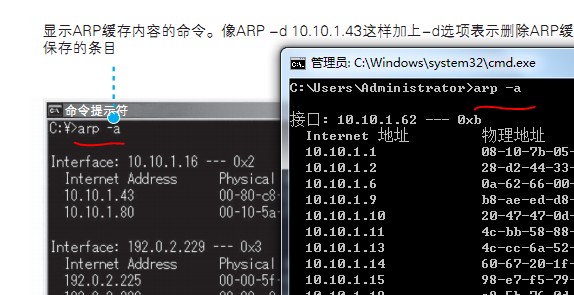 显示ARP缓存内容的命令。像ARP –d 10.10.1.43这样加上–d选项表示删除ARP缓
保存的条目
命令提示符
C:¥>arp -a
Interface: 10.10.1.16 --- 0x2
Internet Address Physical
10.10.1.43 00-80-c8-
10.10.1.80 00-10-5a-
Interface: 192.0.2.229 --- 0x3
Internet Address Physical
192.0.2.225 00-00-5f-
管理员: C:\Windows\system32\cmd.exe
C:\Users\Administrator>arp -a
接口: 10.10.1.62 --- 0xb
Internet 地址 物理地址
10.10.1.1 08-10-7b-05-
10.10.1.2 28-d2-44-33-
10.10.1.6 0a-62-66-00-
10.10.1.9 b8-ae-ed-d8-
10.10.1.10 20-47-47-0d-
10.10.1.11 4c-bb-58-88-
10.10.1.13 4c-cc-6a-52-
10.10.1.14 60-67-20-1f-
10.10.1.15 98-e7-f5-79-